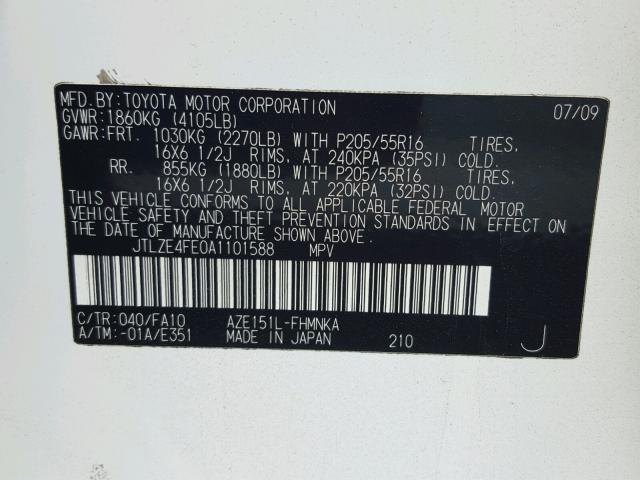 MFD.BY:TOYOTA MOTOR CORPORATION 07/09
GVWR:1860KG (4105LB)
GAWR:FRT. 1030KG (2270LB) WITH P205/55R16 TIRES,
16X6 1/2J RIMS, AT 240KPA (35PSI) COLD.
RR. 855KG (1880LB) WITH P205/55R16 TIRES,
16X6 1/2J RIMS, AT 220KPA (32PSI) COLD.
THIS VEHICLE CONFORMS TO ALL APPLICABLE FEDERAL MOTOR
VEHICLE SAFETY AND THEFT PREVENTION STANDARDS IN EFFECT ON
THE DATE OF MANUFACTURE SHOWN ABOVE.
JTLZE4FE0A1101588 MPV
C/TR:040/FA10 AZE151L-FHMNKA
A/TM:-01A/E351 MADE IN JAPAN 210 J